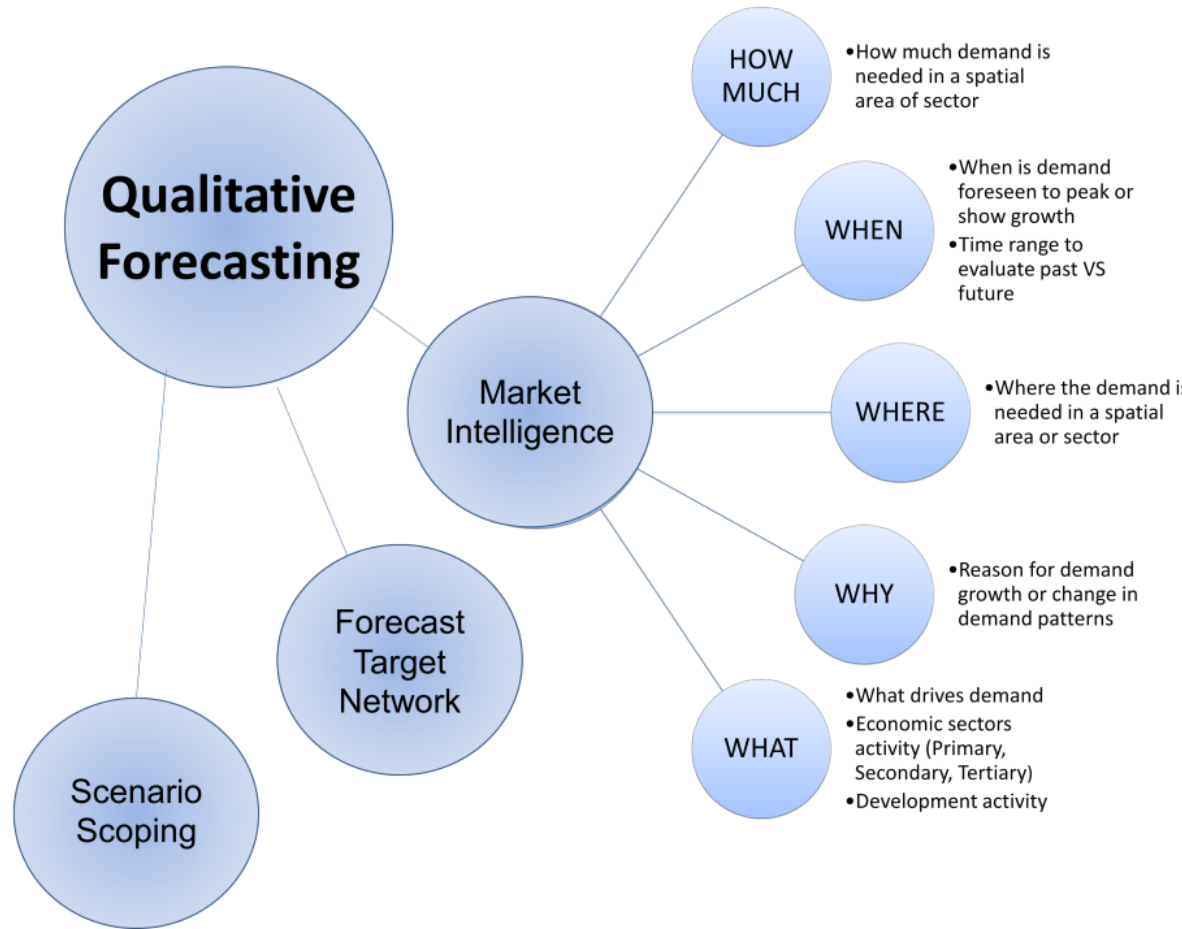 Qualitative
Forecasting
Market
Intelligence
Forecast
Target
Network
Scenario
Scoping
HOW
MUCH
•How much demand is
needed in a spatial
area of sector
WHEN
•When is demand
foreseen to peak or
show growth
•Time range to
evaluate past VS
future
WHERE
•Where the demand is
needed in a spatial
area or sector
WHY
•Reason for demand
growth or change in
demand patterns
WHAT
•What drives demand
•Economic sectors
activity (Primary,
Secondary, Tertiary)
•Development activity